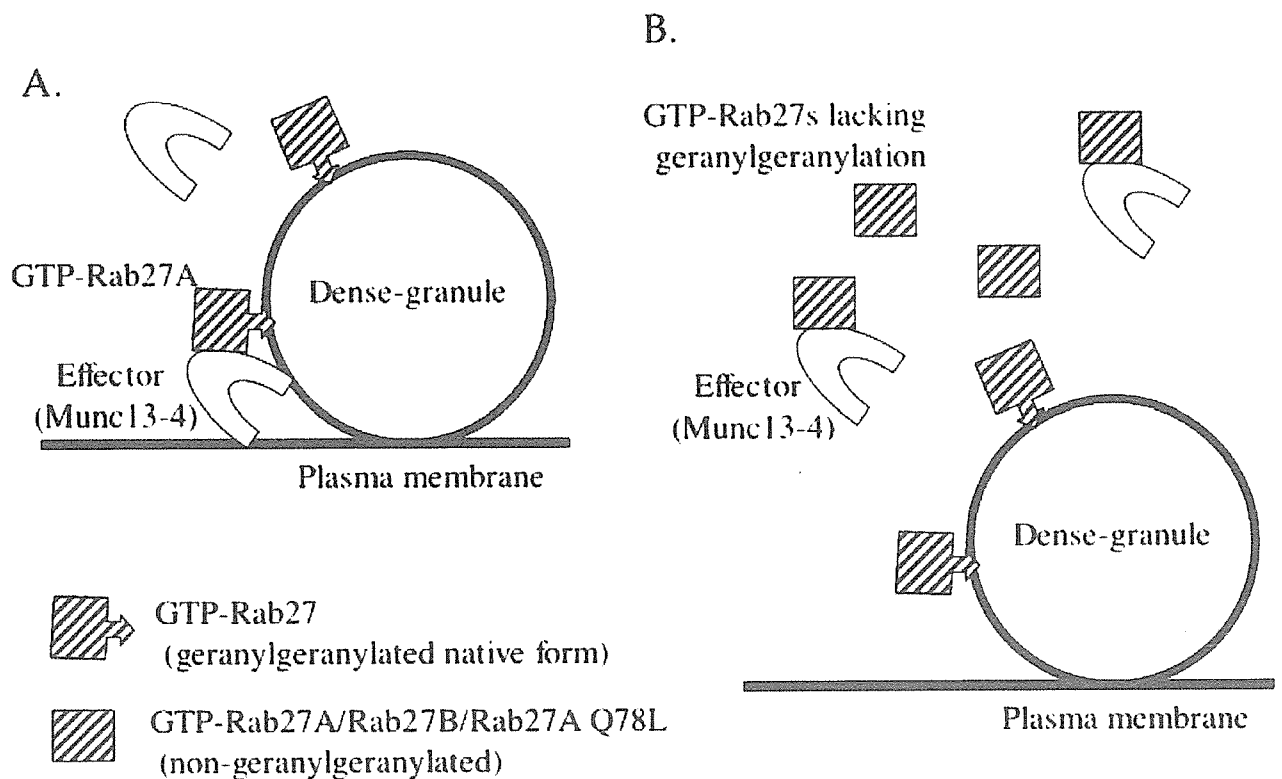 A.
GTP-Rab27A
Dense-granule
Effector
(Munc13-4)
Plasma membrane
GTP-Rab27
(geranylgeranylated native form)
GTP-Rab27A/Rab27B/Rab27A Q78L
(non-geranylgeranylated)
B.
GTP-Rab27s lacking
geranylgeranylation
Effector
(Munc13-4)
Dense-granule
Plasma membrane